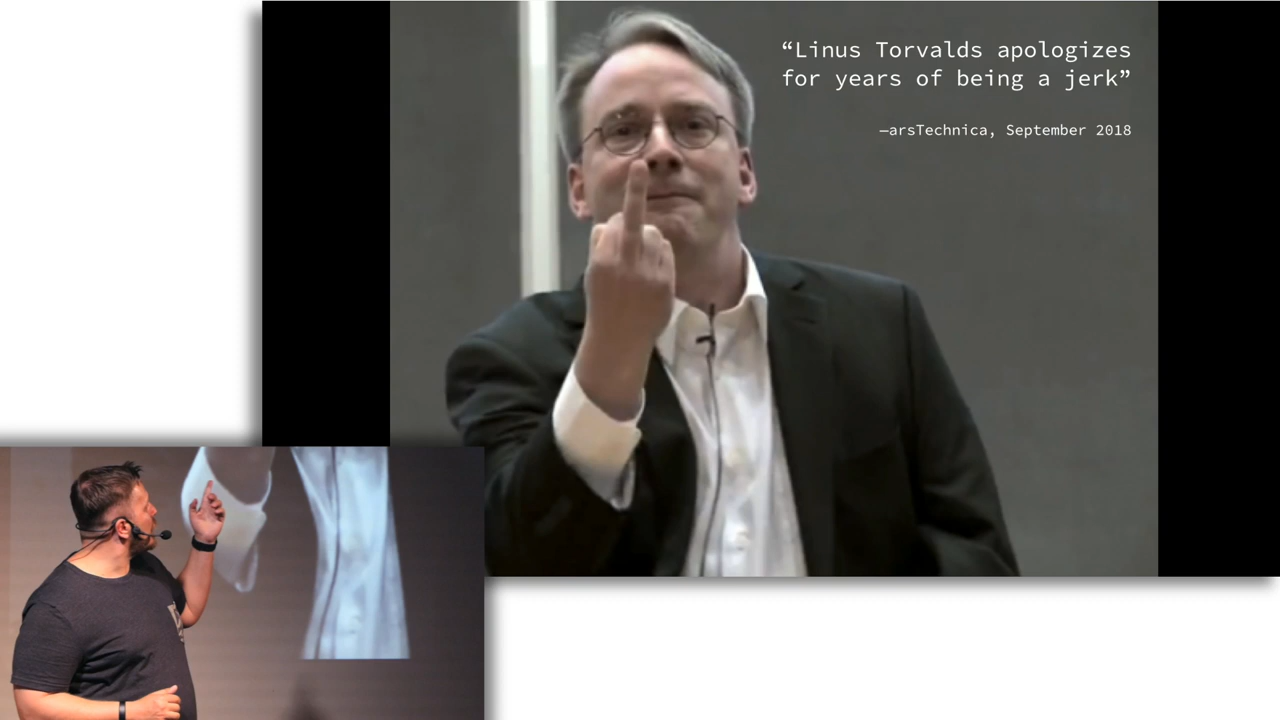 “Linus Torvalds apologizes
for years of being a jerk”
—arsTechnica, September 2018